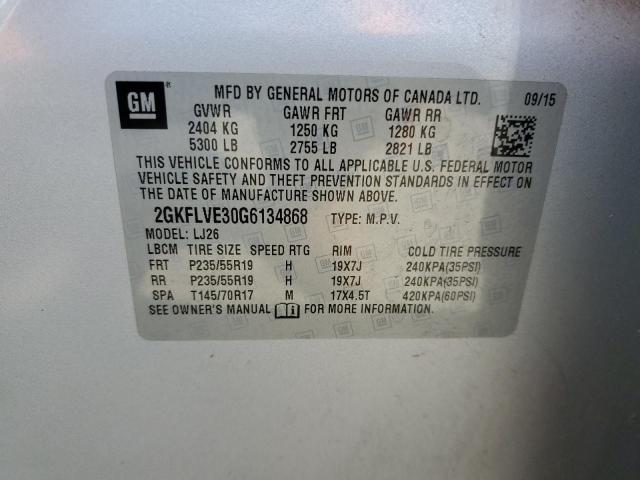 GM
MFD BY GENERAL MOTORS OF CANADA LTD. 09/15
GVWR GAWR FRT GAWR RR
2404 KG 1250 KG 1280 KG
5300 LB 2755 LB 2821 LB
THIS VEHICLE CONFORMS TO ALL APPLICABLE U.S. FEDERAL MOTOR
VEHICLE SAFETY AND THEFT PREVENTION STANDARDS IN EFFECT ON
THE DATE OF MANUFACTURE SHOWN ABOVE.
2GKFLVE30G6134868 TYPE: M.P.V.
MODEL: LJ26
LBCM TIRE SIZE SPEED RTG RIM COLD TIRE PRESSURE
FRT P235/55R19 H 19X7J 240KPA(35PSI)
RR P235/55R19 H 19X7J 240KPA(35PSI)
SPA T145/70R17 M 17X4.5T 420KPA(60PSI)
SEE OWNER'S MANUAL FOR MORE INFORMATION.